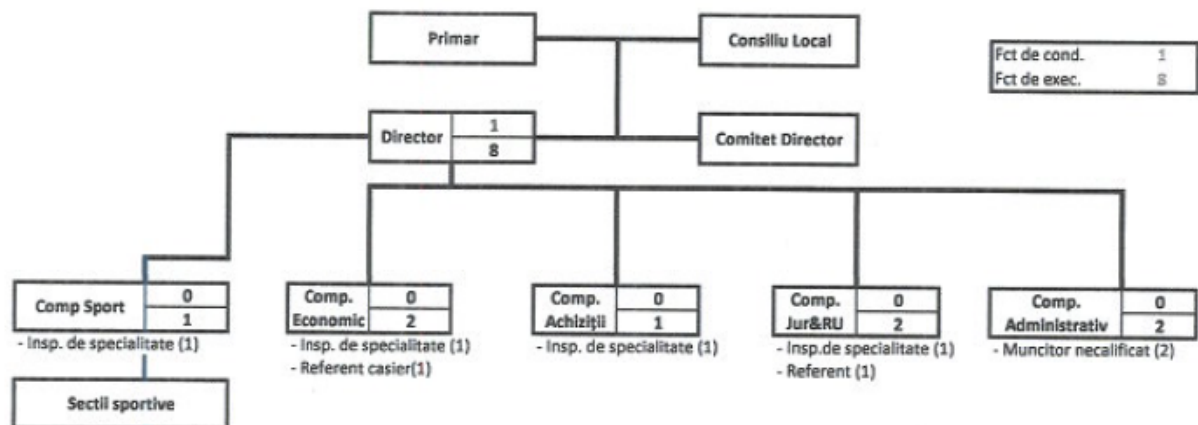 Primar
Consiliu Local
Fct de cond. 1
Fct de exec. 8
Director
1
8
Comitet Director
Comp Sport
0
1
- Insp. de specialitate (1)
Sectii sportive
Comp.
Economic
0
2
- Insp. de specialitate (1)
- Referent casier(1)
Comp.
Achiziții
0
1
- Insp. de specialitate (1)
Comp.
Jur&RU
0
2
- Insp.de specialitate (1)
- Referent (1)
Comp.
Administrativ
0
2
- Muncitor necalificat (2)